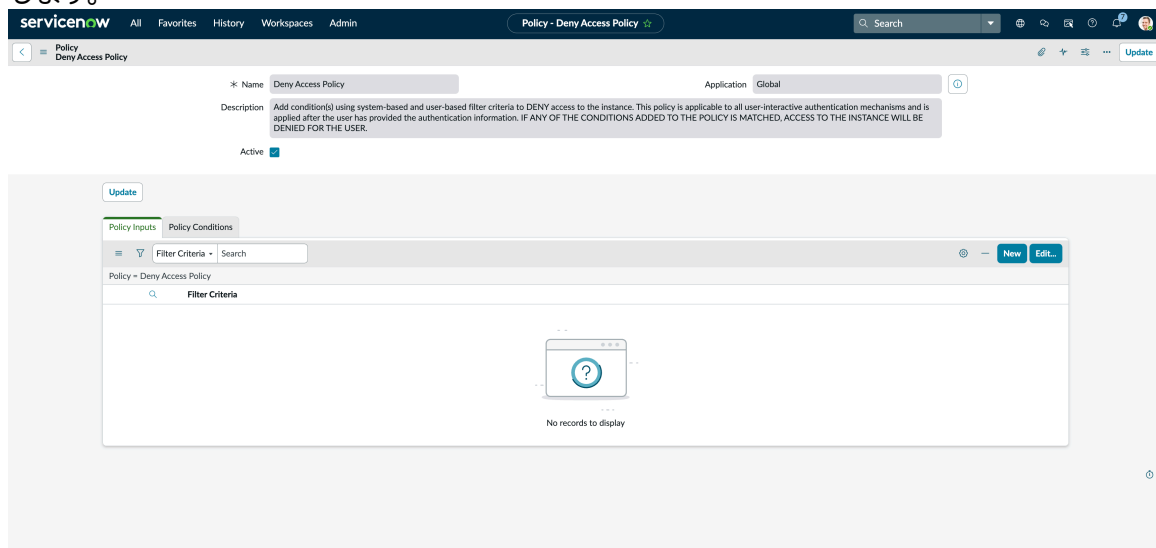 します。
servicenow All Favorites History Workspaces Admin Policy - Deny Access Policy Search 7
Policy
Deny Access Policy
Update
Name Deny Access Policy Application Global
Description Add condition(s) using system-based and user-based filter criteria to DENY access to the instance. This policy is applicable to all user-interactive authentication mechanisms and is
applied after the user has provided the authentication information. IF ANY OF THE CONDITIONS ADDED TO THE POLICY IS MATCHED, ACCESS TO THE INSTANCE WILL BE
DENIED FOR THE USER.
Active
Update
Policy Inputs Policy Conditions
Filter Criteria Search New Edit...
Policy = Deny Access Policy
Filter Criteria
?
No records to display